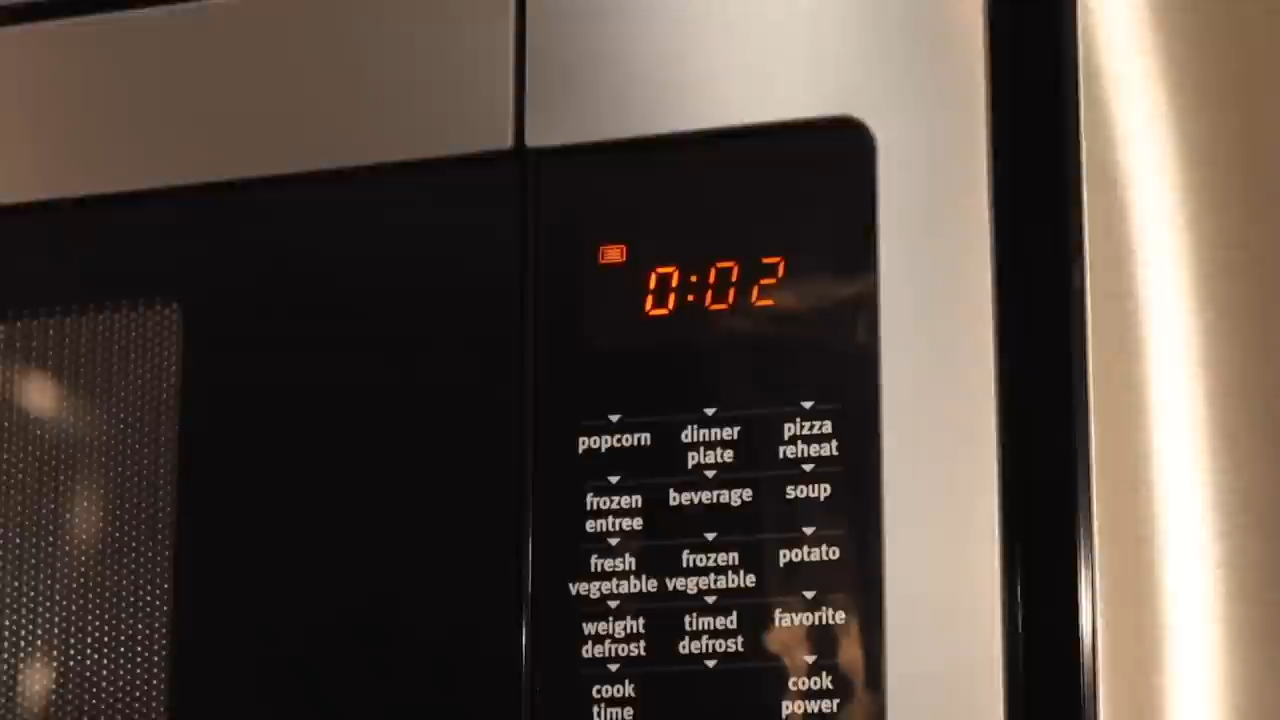 0:02
popcorn
dinner
plate
pizza
reheat
frozen
entree
beverage
soup
fresh
vegetable
frozen
vegetable
potato
weight
defrost
timed
defrost
favorite
cook
time
cook
power